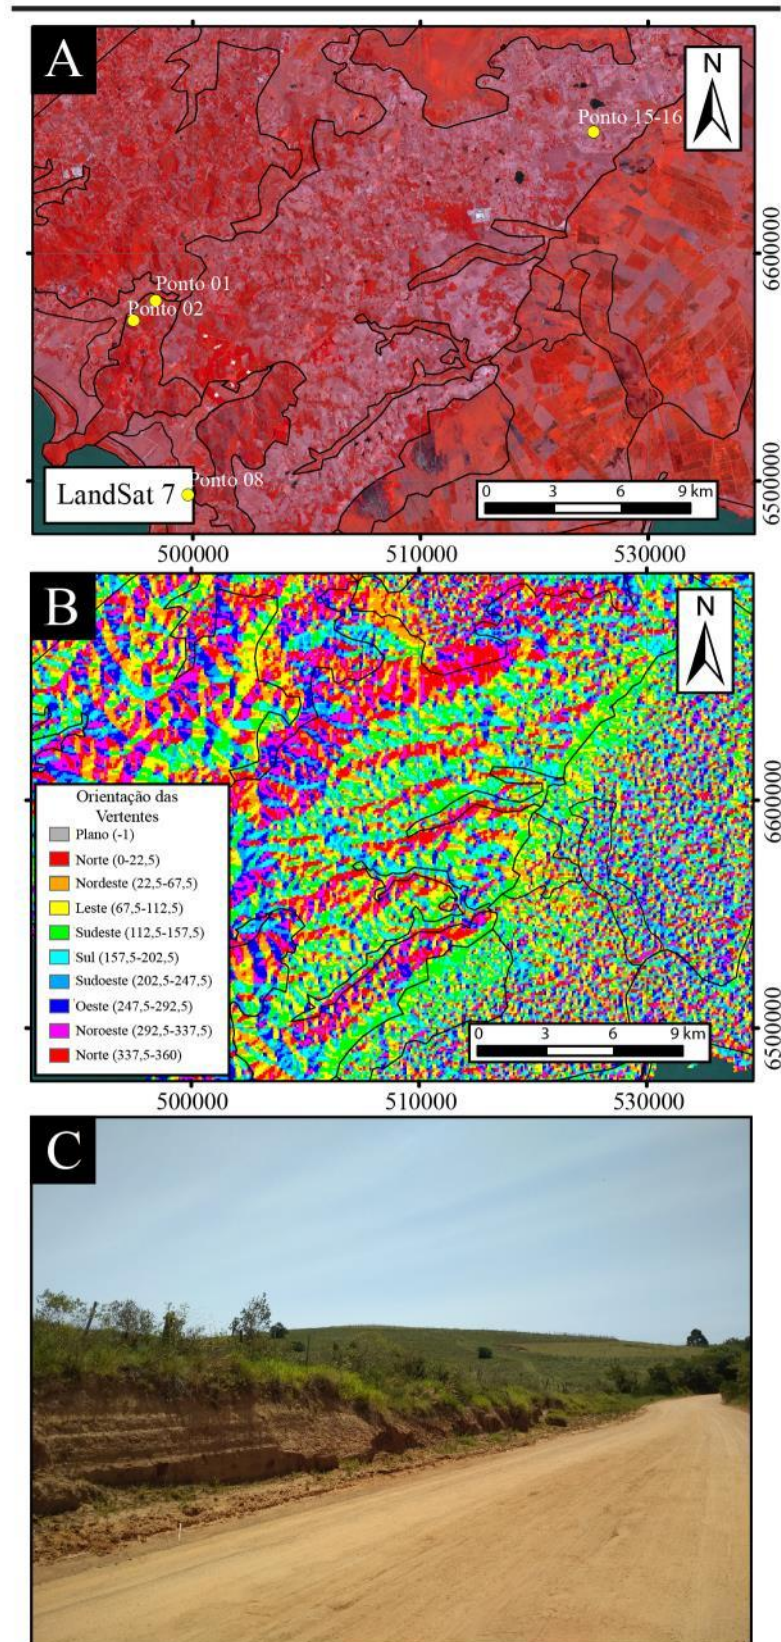 A
N
Ponto 15-16
6600000
Ponto 01
Ponto 02
Ponto 08
LandSat 7
0 3 6 9 km
6500000
500000 510000 530000
B
N
6600000
Orientação das
Vertentes
Plano (-1)
Norte (0-22,5)
Nordeste (22,5-67,5)
Leste (67,5-112,5)
Sudeste (112,5-157,5)
Sul (157,5-202,5)
Sudoeste (202,5-247,5)
'Oeste (247,5-292,5)
Noroeste (292,5-337,5)
Norte (337,5-360)
0 3 6 9 km
6500000
500000 510000 530000
C